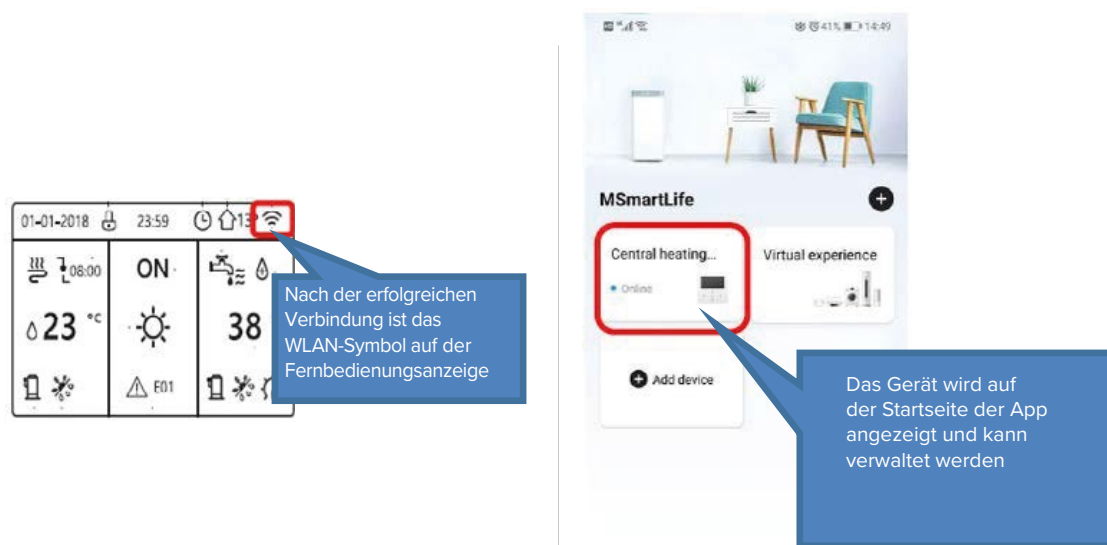 01-01-2018 23:59 13°
08:00 ON
23 °C 38
E01
Nach der erfolgreichen
Verbindung ist das
WLAN-Symbol auf der
Fernbedienungsanzeige
41% 14:49
MSmartLife
Central heating...
Online
Virtual experience
Add device
Das Gerät wird auf
der Startseite der App
angezeigt und kann
verwaltet werden